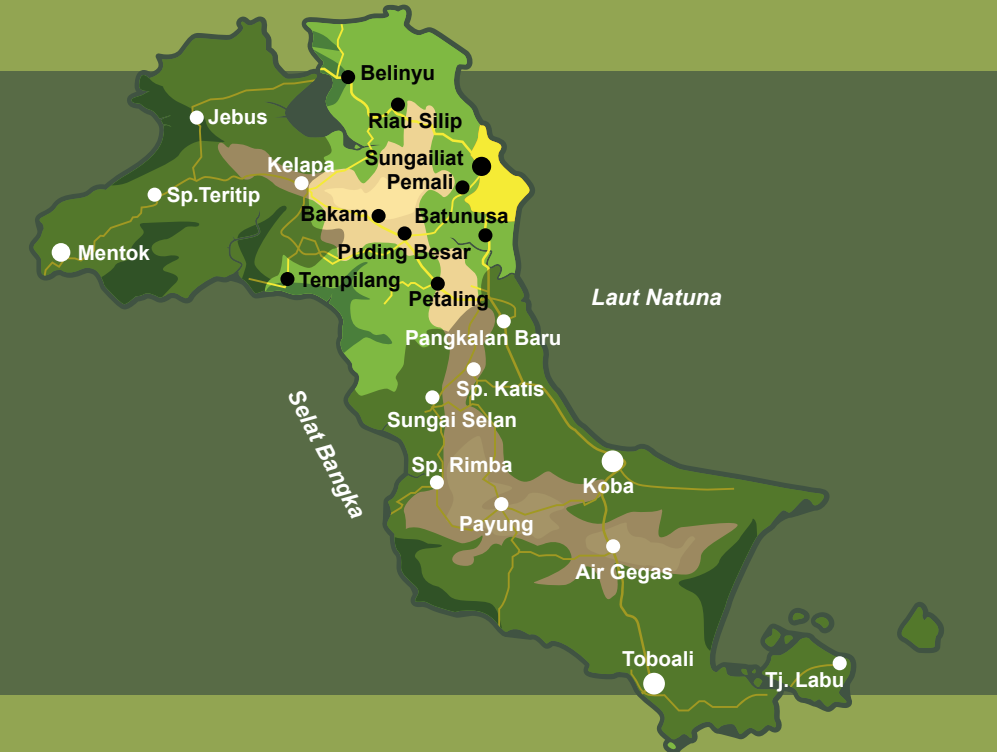 Belinyu
Riau Silip
Jebus
Sungailiat
Kelapa
Pemali
Sp.Teritip
Bakam
Batunusa
Puding Besar
Mentok
Tempilang
Petaling
Laut Natuna
Pangkalan Baru
Sp. Katis
Selat Bangka
Sungai Selan
Sp. Rimba
Koba
Payung
Air Gegas
Toboali
Tj. Labu